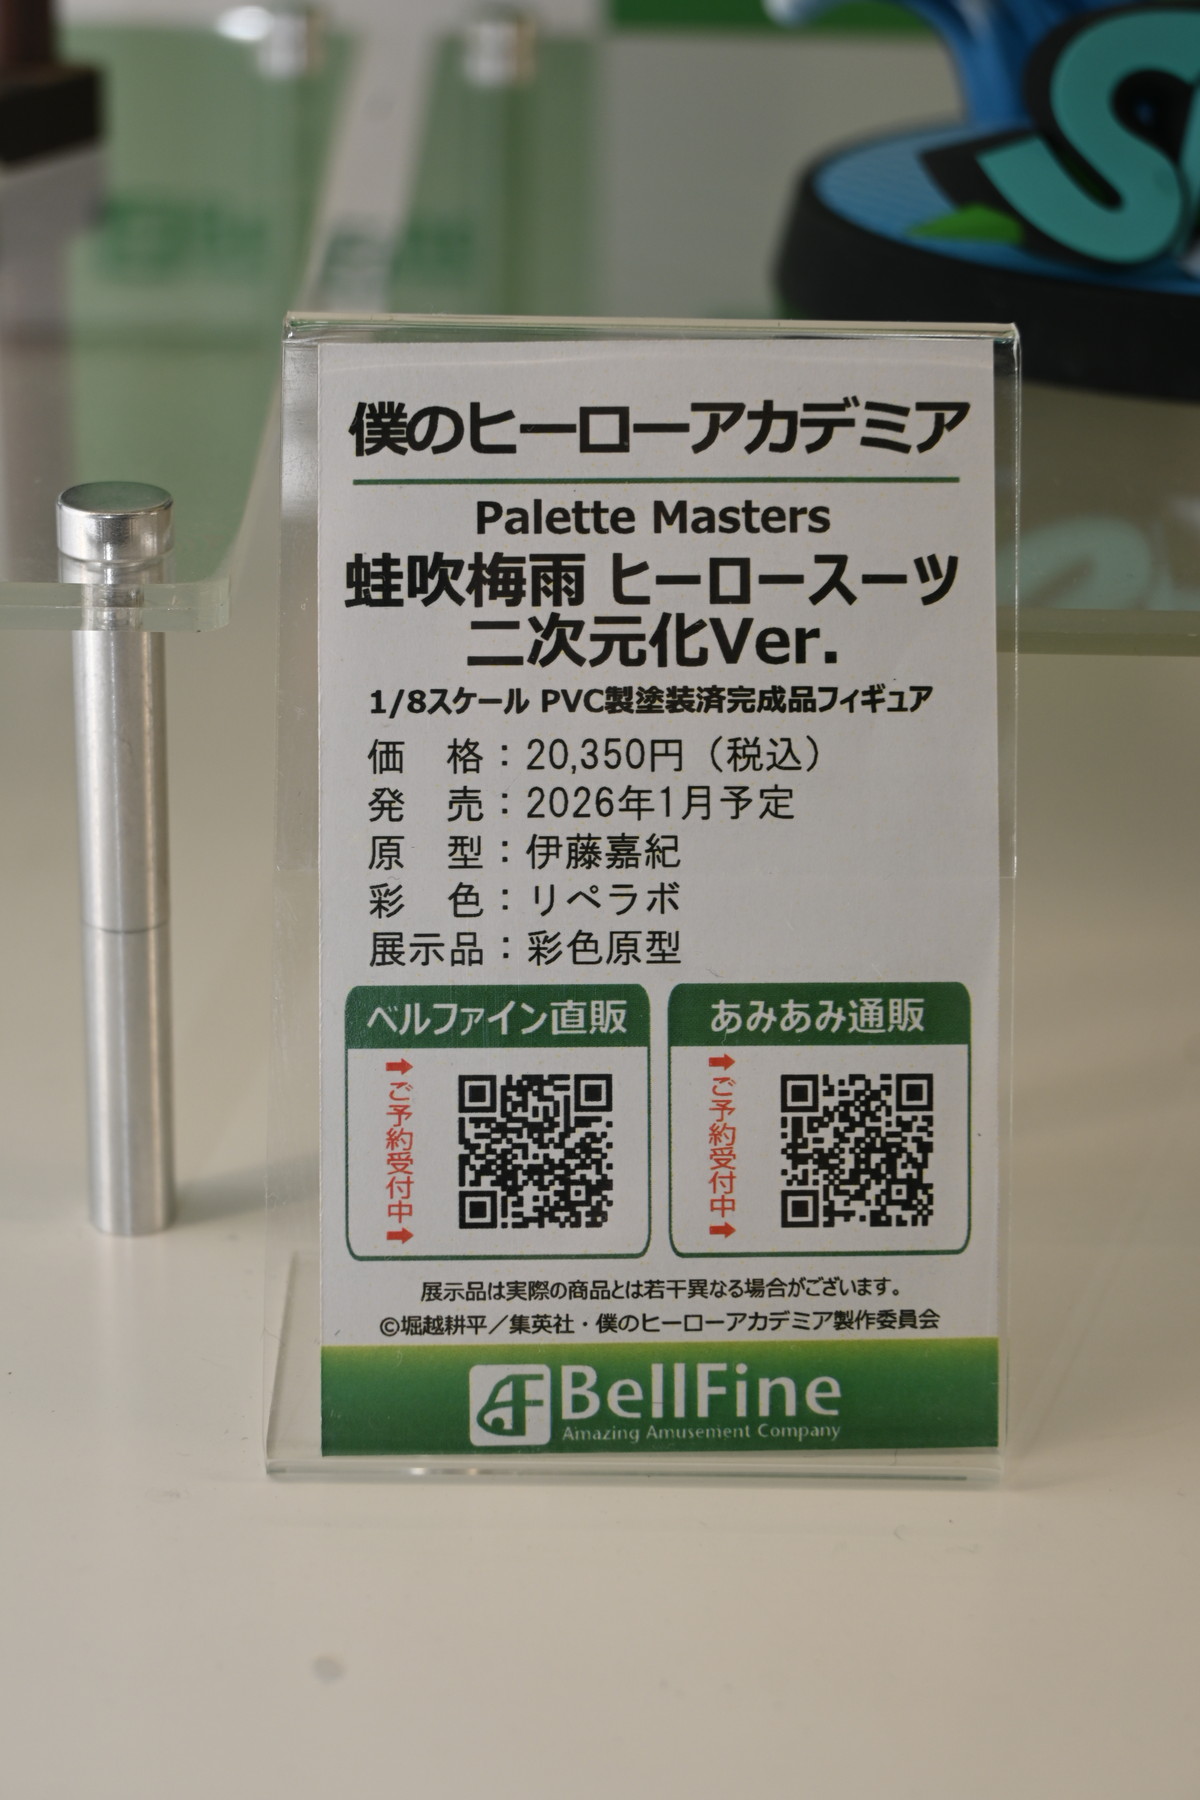 僕のヒーローアカデミア
Palette Masters
蛙吹梅雨 ヒーロースーツ
二次元化Ver.
1/8スケール PVC製塗装済完成品フィギュア
価　格：20,350円（税込）
発　売：2026年1月予定
原　型：伊藤嘉紀
彩　色：リペラボ
展示品：彩色原型
ベルファイン直販
➡ご予約受付中➡
あみあみ通販
➡ご予約受付中➡
展示品は実際の商品とは若干異なる場合がございます。
©堀越耕平／集英社・僕のヒーローアカデミア製作委員会
AF BellFine
Amazing Amusement Company